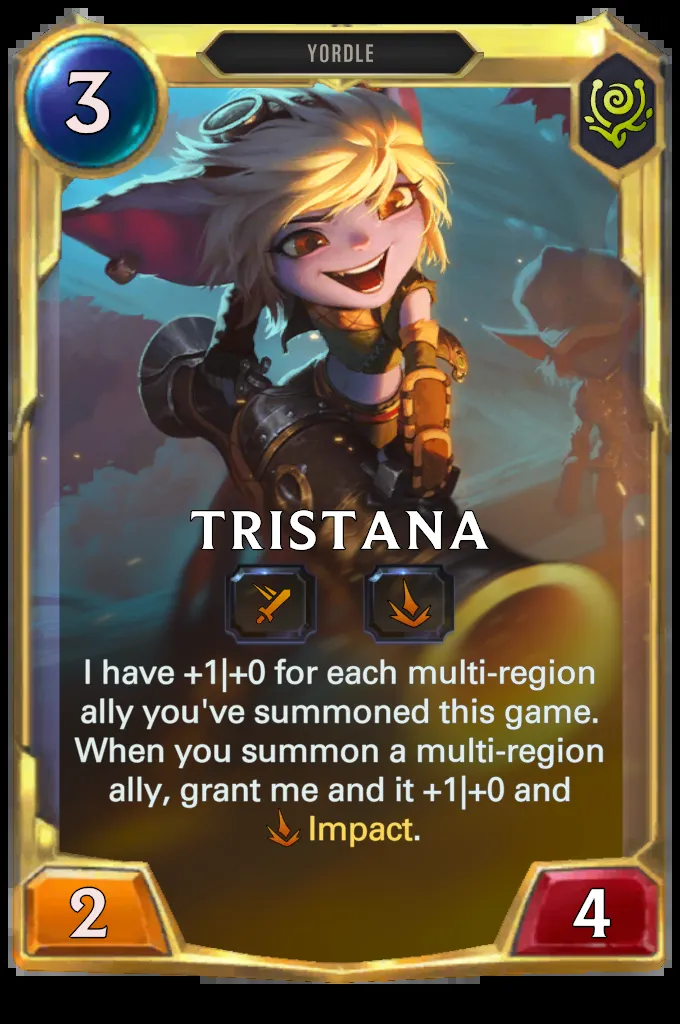 YORDLE
3
TRISTANA
I have +1|+0 for each multi-region
ally you've summoned this game.
When you summon a multi-region
ally, grant me and it +1|+0 and
Impact.
2
4